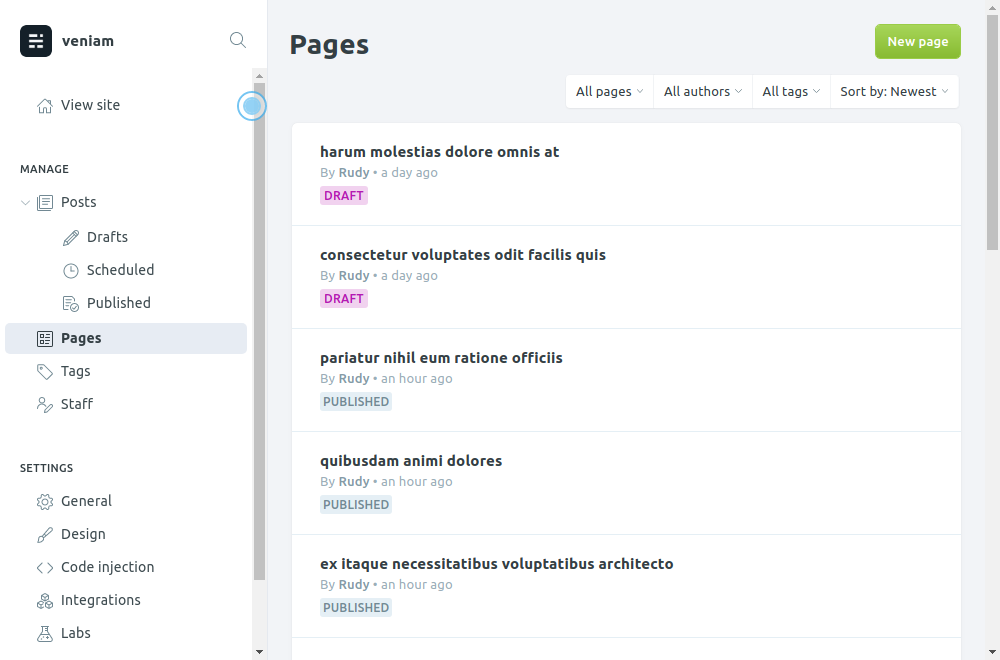 veniam
View site
MANAGE
Posts
Drafts
Scheduled
Published
Pages
Tags
Staff
SETTINGS
General
Design
Code injection
Integrations
Labs
Pages
New page
All pages
All authors
All tags
Sort by: Newest
harum molestias dolore omnis at
By Rudy • a day ago
DRAFT
consectetur voluptates odit facilis quis
By Rudy • a day ago
DRAFT
pariatur nihil eum ratione officiis
By Rudy • an hour ago
PUBLISHED
quibusdam animi dolores
By Rudy • an hour ago
PUBLISHED
ex itaque necessitatibus voluptatibus architecto
By Rudy • an hour ago
PUBLISHED